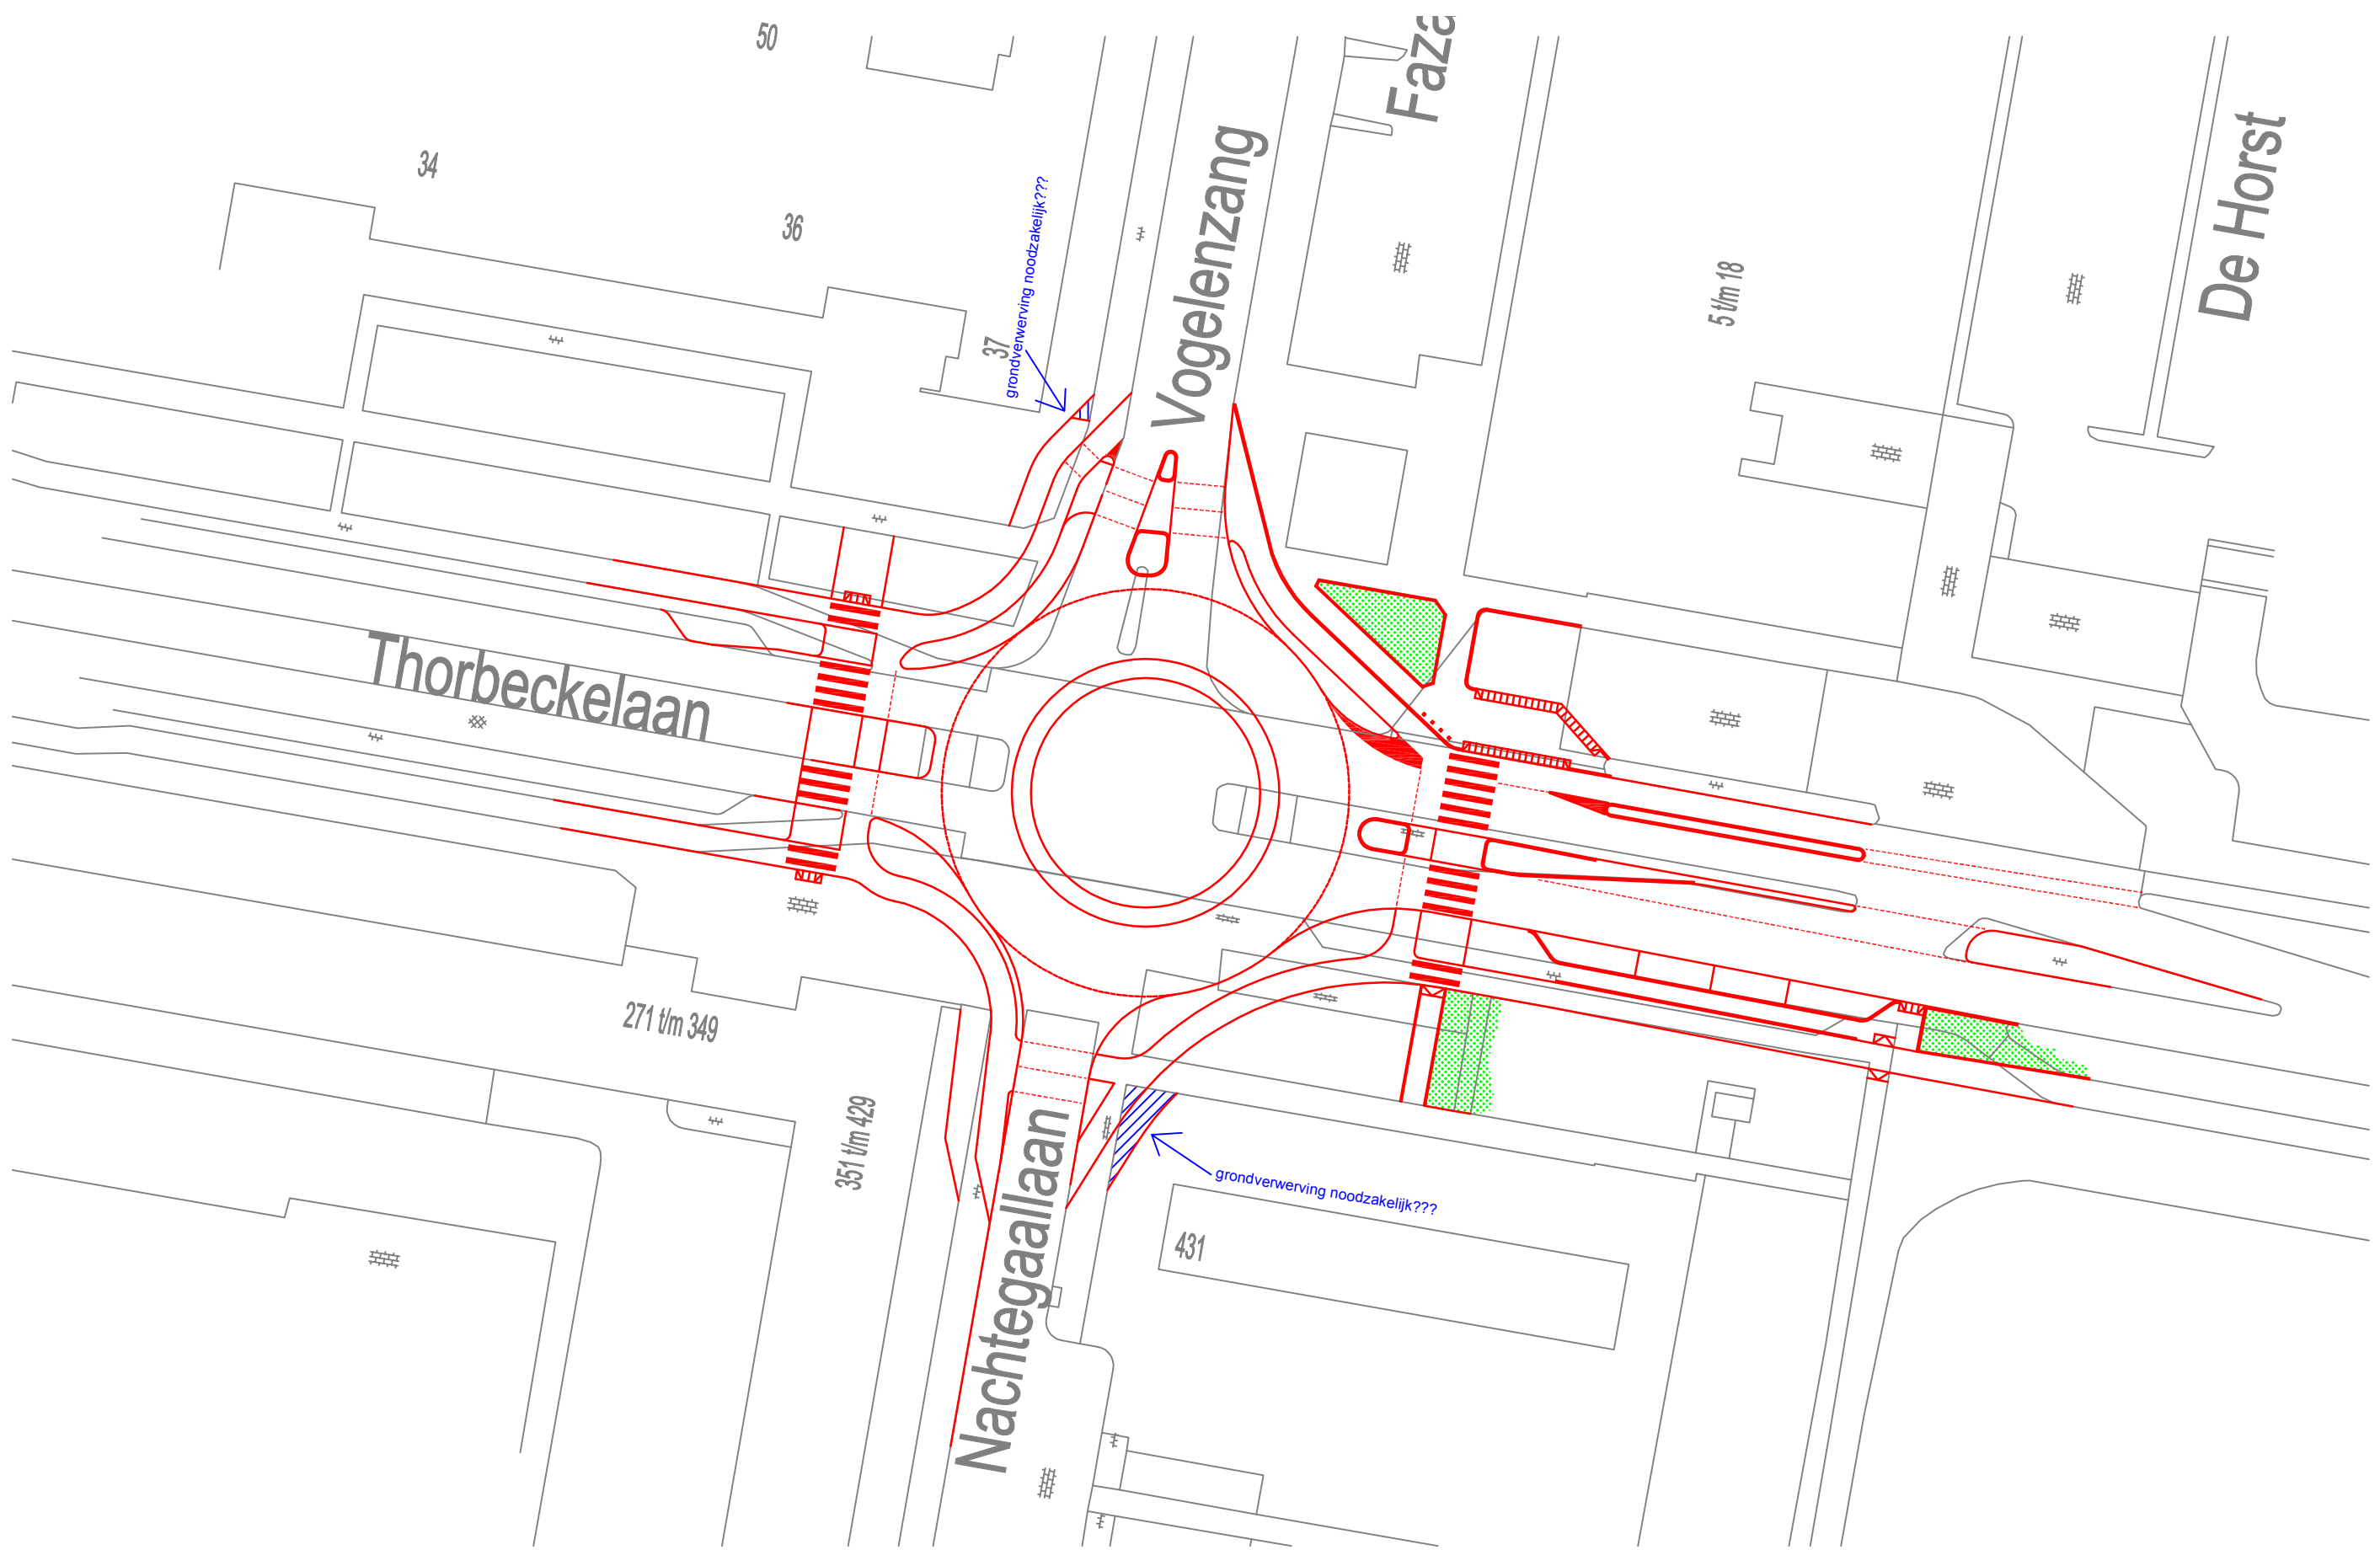 50
Faza
34
De Horst
36
Vogelenzang
grondverwerving noodzakelijk???
37
5 t/m 18
Thorbeckelaan
271 t/m 349
351 t/m 429
Nachtegaallaan
grondverwerving noodzakelijk???
431